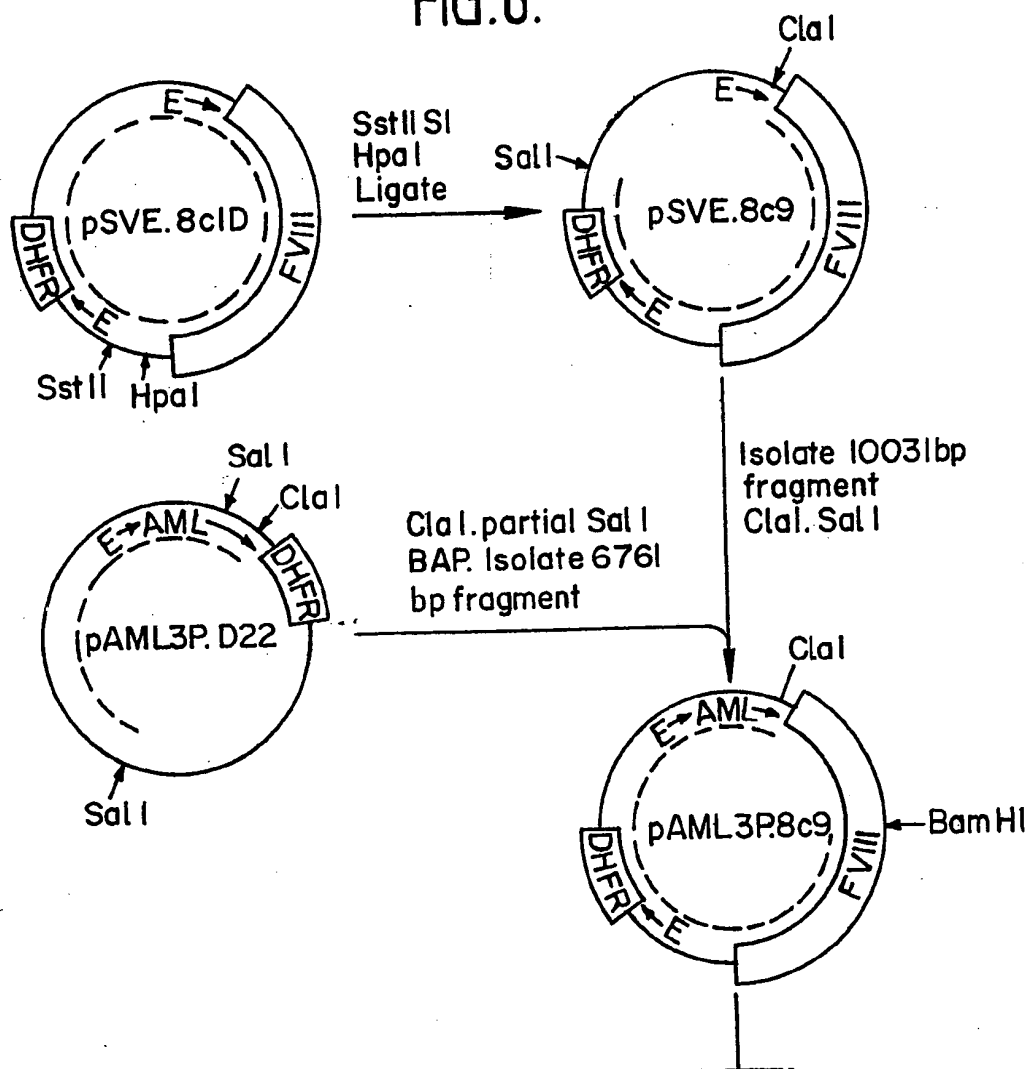 FIG.6.
ClaI
E
E
SstII SI
HpaI
Ligate
SalI
pSVE.8c1D
FVIII
DHFR
E
SstII
HpaI
pSVE.8c9
FVIII
DHFR
E
SalI
ClaI
E AML
DHFR
pAML3P.D22
SalI
ClaI. partial SalI
BAP. Isolate 6761
bp fragment
Isolate 10031bp
fragment
ClaI. SalI
ClaI
E AML
pAML3P.8c9
FVIII
BamHI
DHFR
E